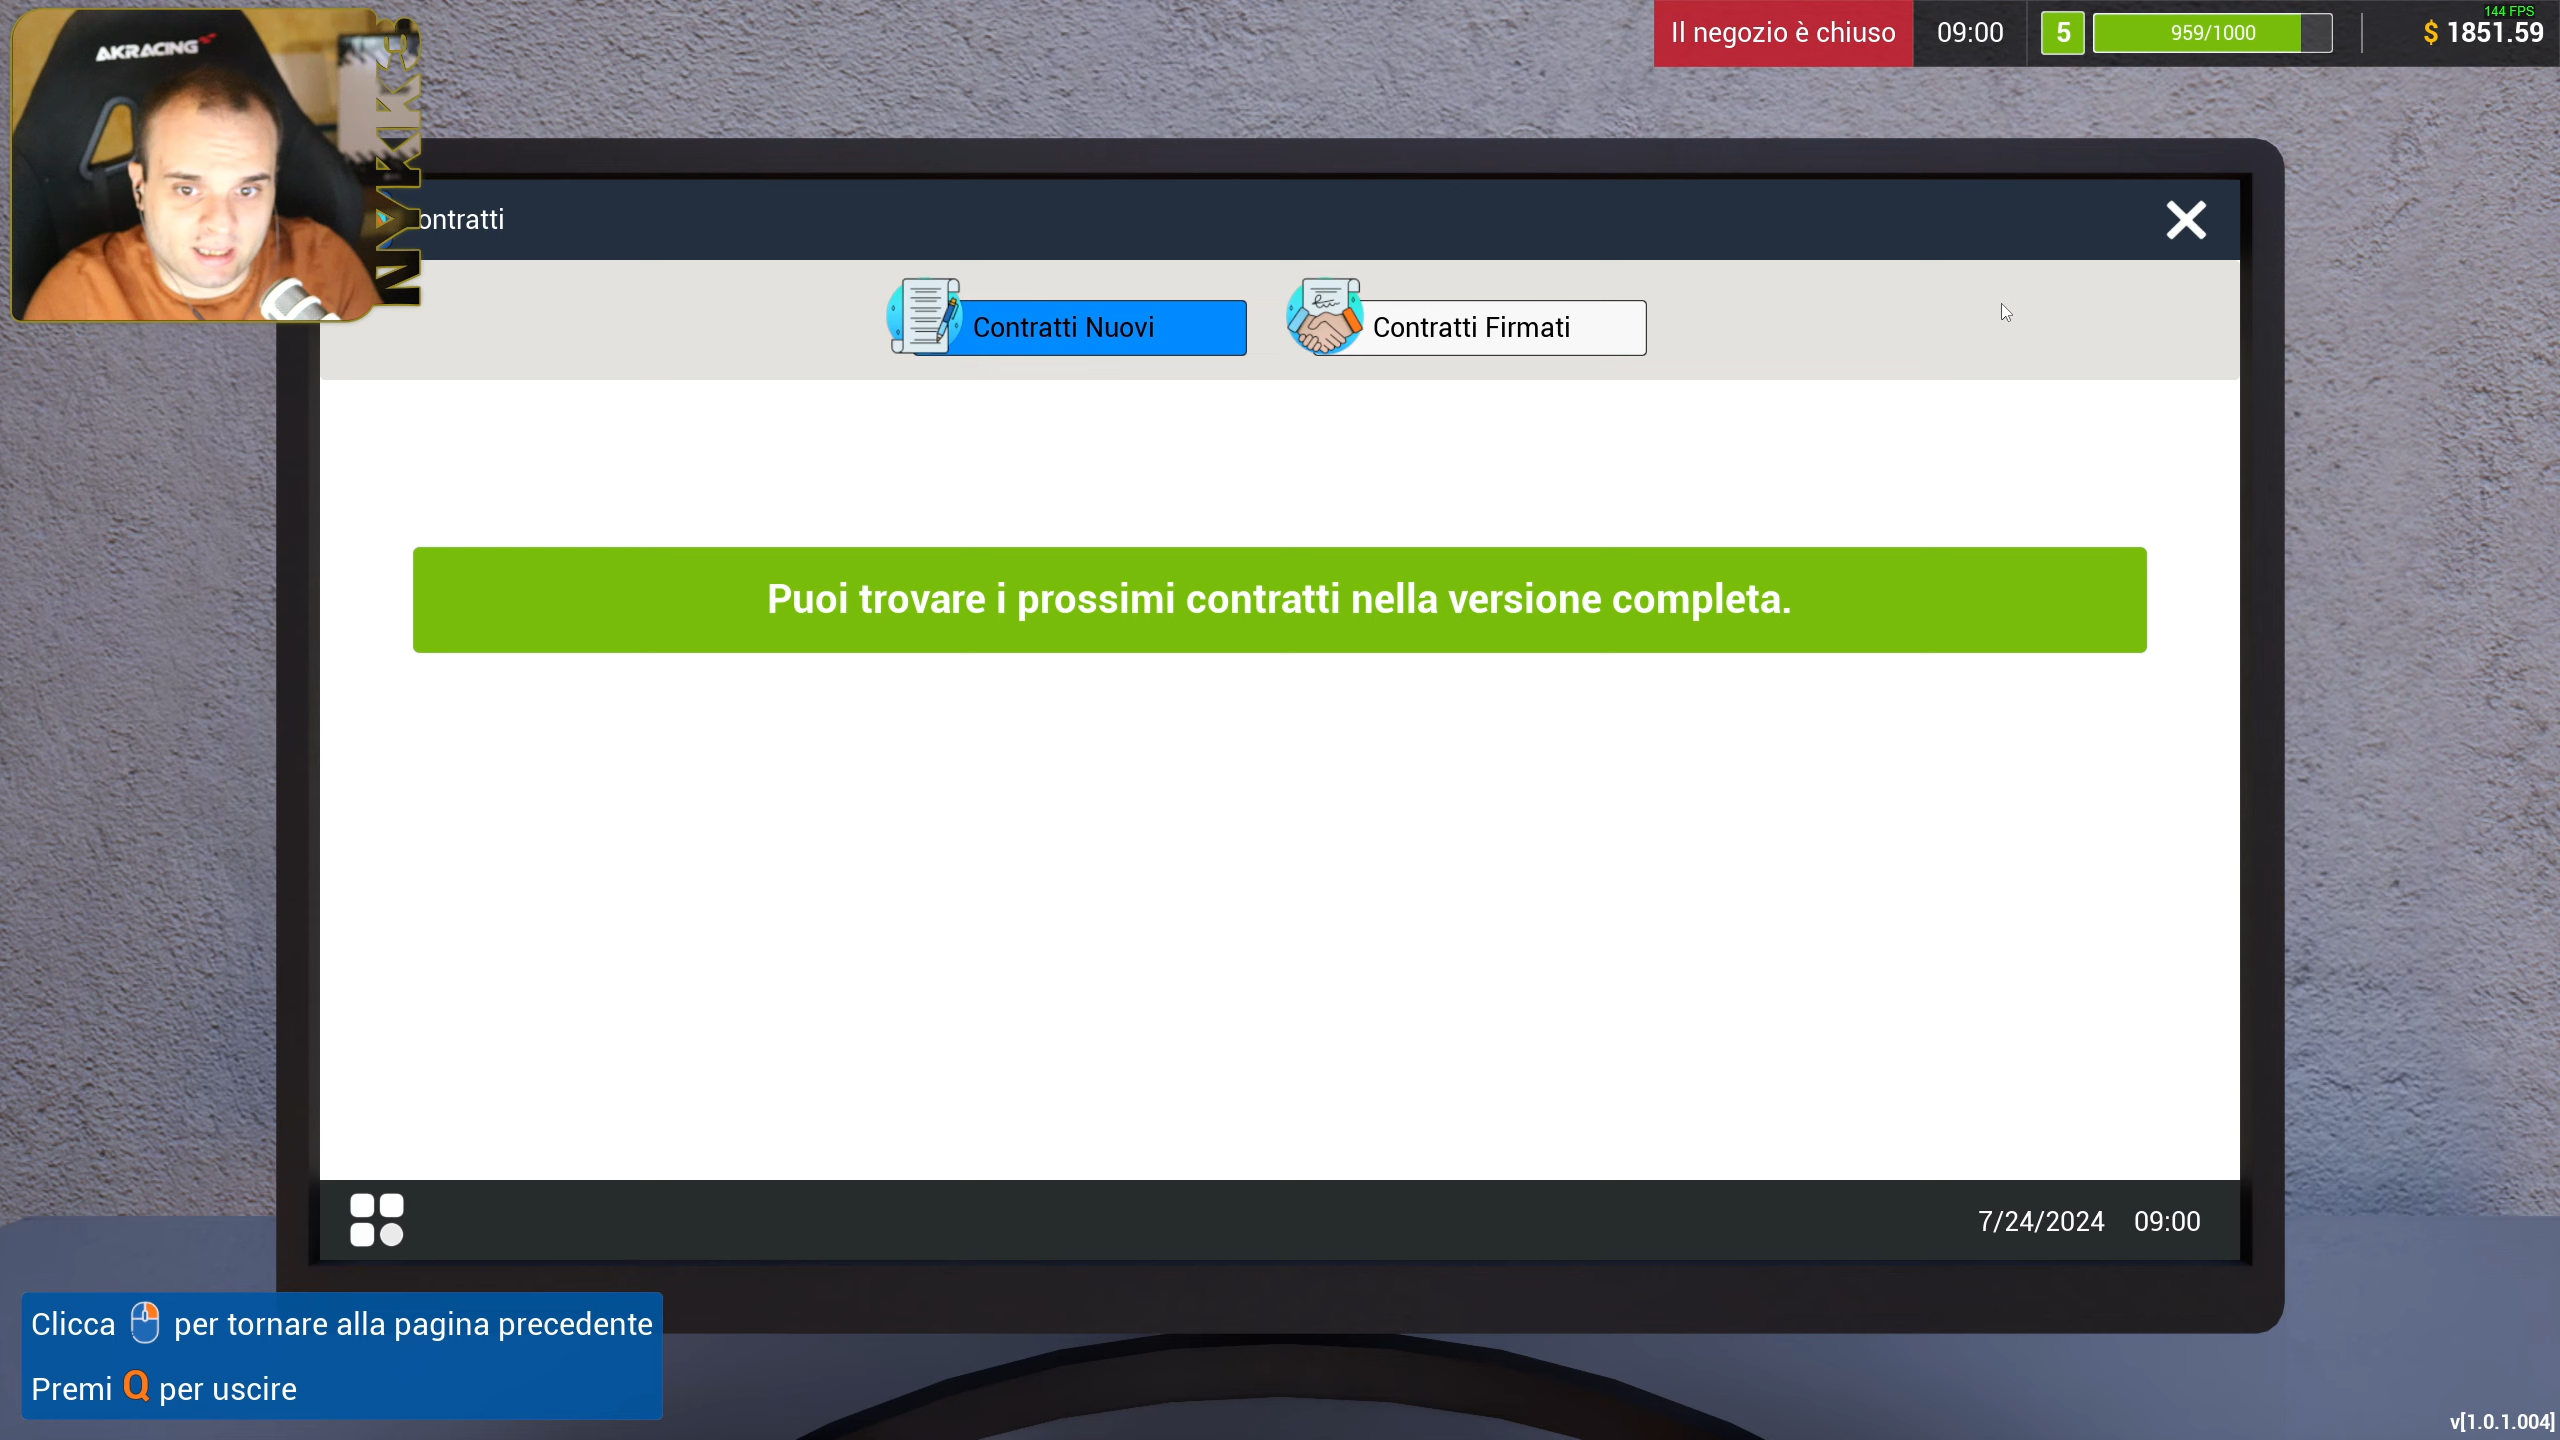 AKRACING
NYKK3
Il negozio è chiuso
09:00
5
959/1000
144 FPS
$ 1851.59
ontratti
Contratti Nuovi
Contratti Firmati
Puoi trovare i prossimi contratti nella versione completa.
7/24/2024 09:00
Clicca per tornare alla pagina precedente
Premi Q per uscire
v[1.0.1.004]